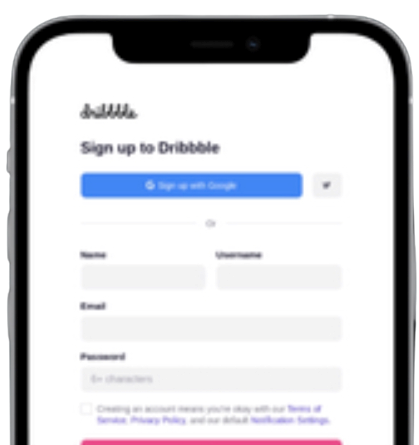 dribbble
Sign up to Dribbble
G Sign up with Google
Or
Name Username
Email
Password
6+ characters
Creating an account means you're okay with our Terms of
Service, Privacy Policy, and our default Notification Settings.